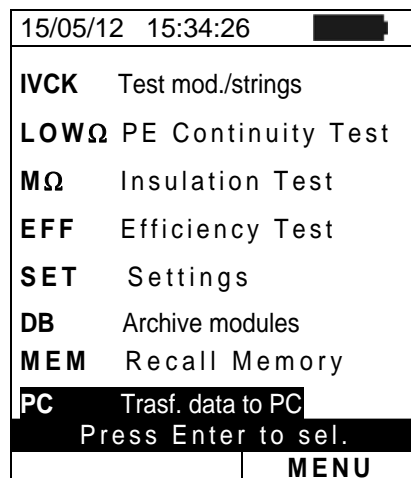 15/05/12 15:34:26
IVCK Test mod./strings
LOWΩ PE Continuity Test
MΩ Insulation Test
EFF Efficiency Test
SET Settings
DB Archive modules
MEM Recall Memory
PC Trasf. data to PC
Press Enter to sel.
MENU